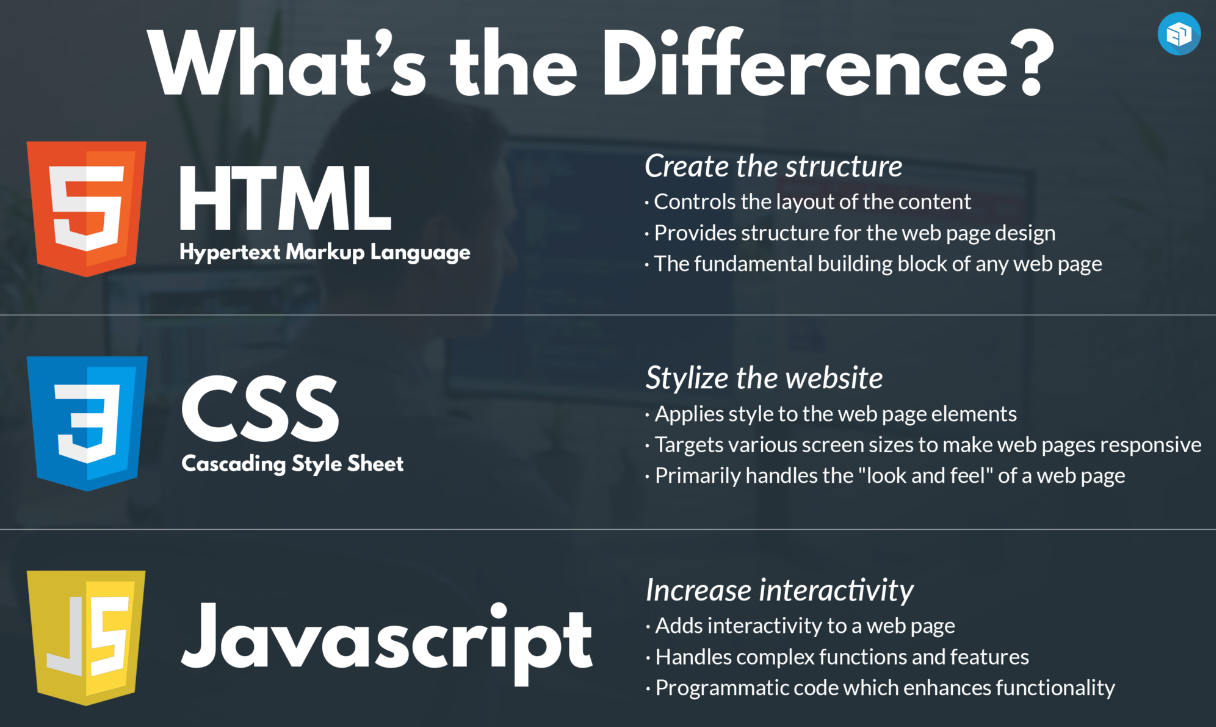 What's the Difference?
5
HTML
Hypertext Markup Language
Create the structure
· Controls the layout of the content
· Provides structure for the web page design
· The fundamental building block of any web page
3
CSS
Cascading Style Sheet
Stylize the website
· Applies style to the web page elements
· Targets various screen sizes to make web pages responsive
· Primarily handles the "look and feel" of a web page
JS
Javascript
Increase interactivity
· Adds interactivity to a web page
· Handles complex functions and features
· Programmatic code which enhances functionality